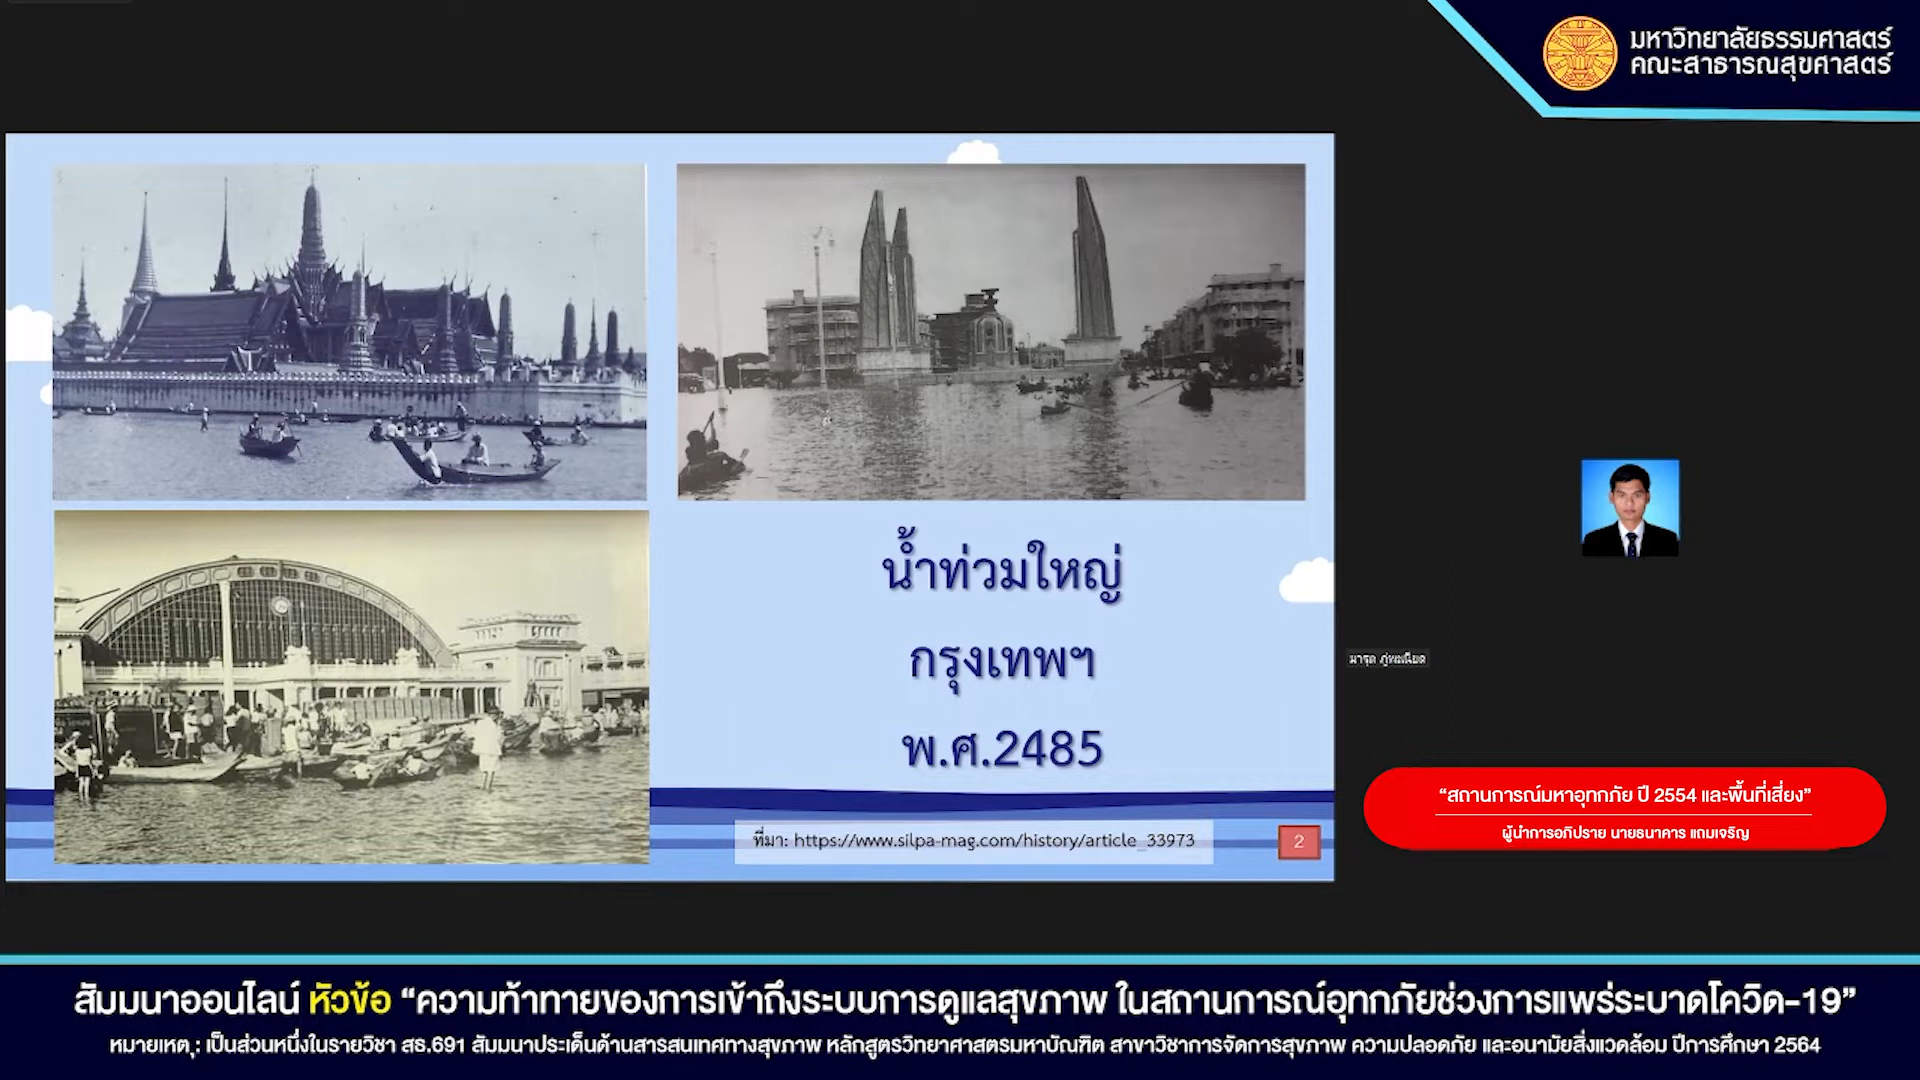 มหาวิทยาลัยธรรมศาสตร์
คณะสาธารณสุขศาสตร์
น้ำท่วมใหญ่
กรุงเทพฯ
พ.ศ.2485
ที่มา: https://www.silpa-mag.com/history/article_33973
2
มารุต ภู่พะเนียด
“สถานการณ์มหาอุทกภัย ปี 2554 และพื้นที่เสี่ยง”
ผู้นำการอภิปราย นายธนาคาร แถมเจริญ
สัมมนาออนไลน์ หัวข้อ “ความท้าทายของการเข้าถึงระบบการดูแลสุขภาพ ในสถานการณ์อุทกภัยช่วงการแพร่ระบาดโควิด-19”
หมายเหตุ: เป็นส่วนหนึ่งในรายวิชา สธ.691 สัมมนาประเด็นด้านสารสนเทศทางสุขภาพ หลักสูตรวิทยาศาสตรมหาบัณฑิต สาขาวิชาการจัดการสุขภาพ ความปลอดภัย และอนามัยสิ่งแวดล้อม ปีการศึกษา 2564